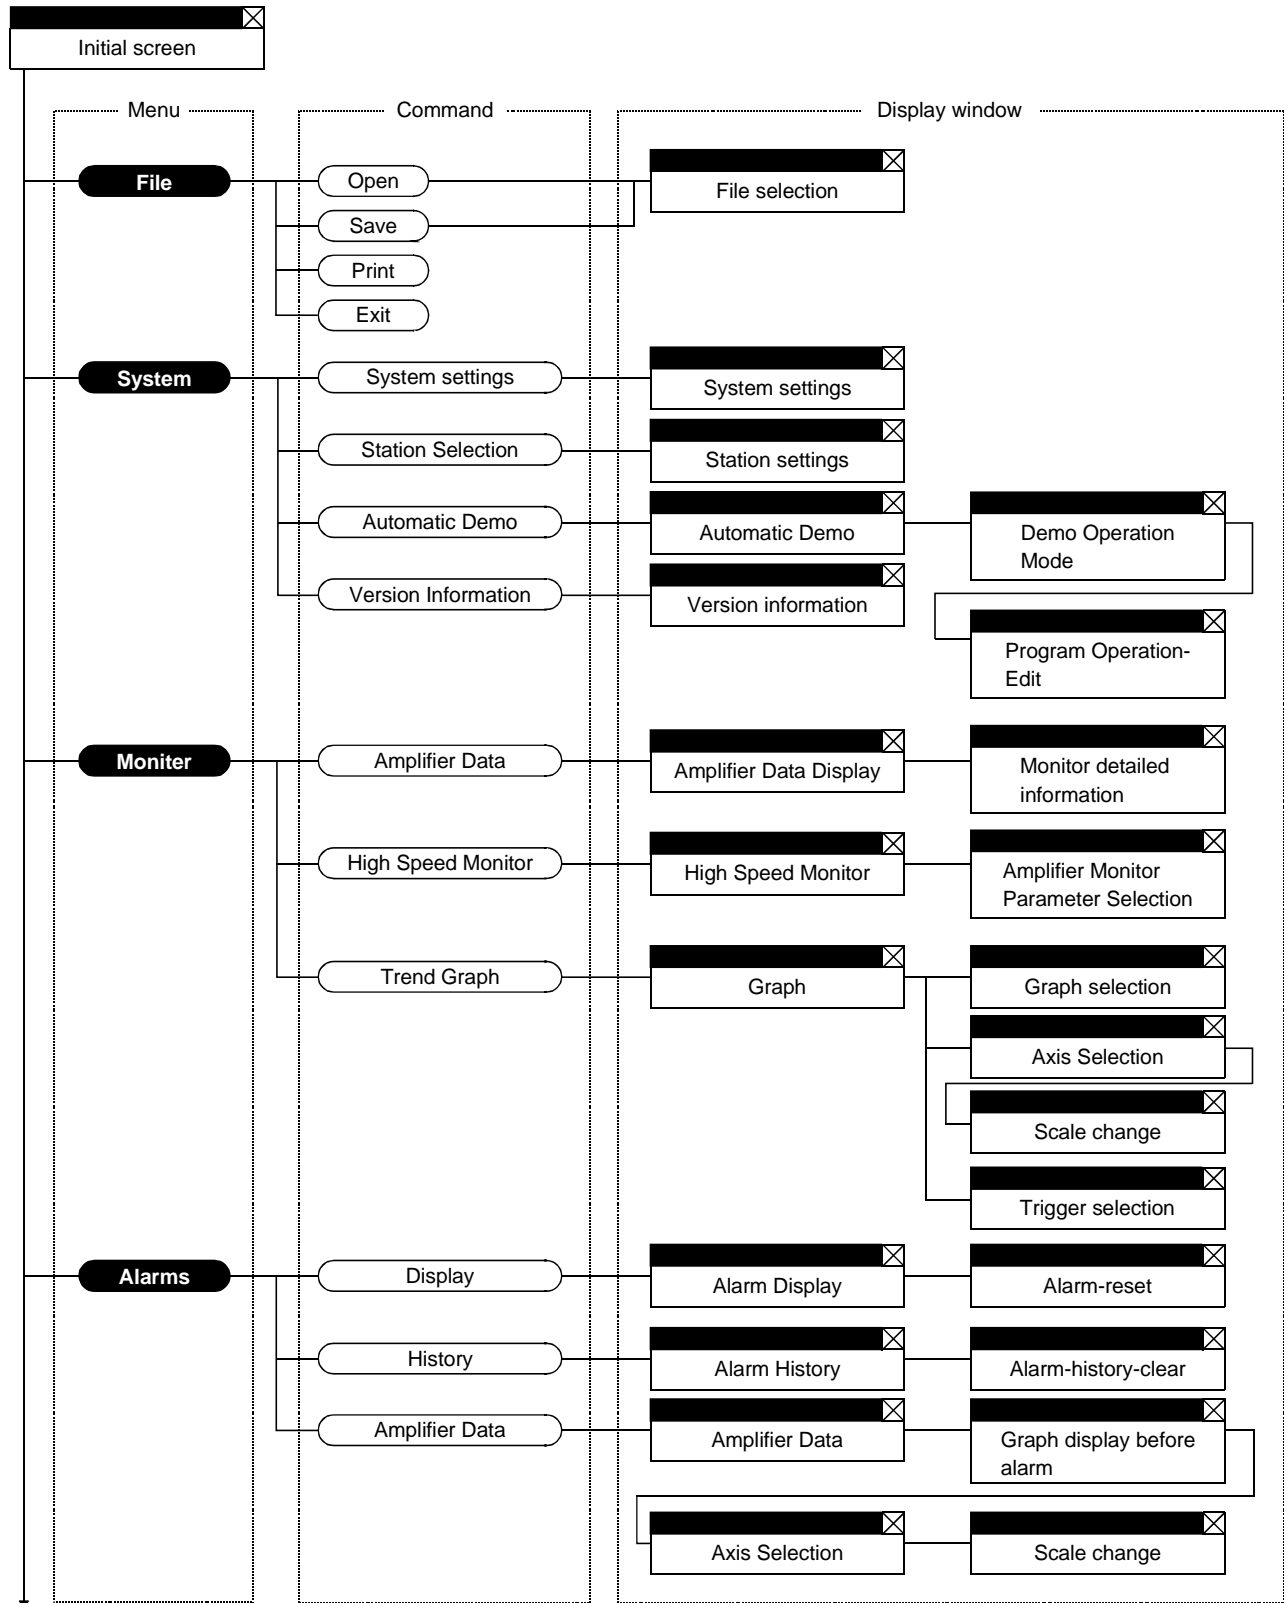 Initial screen
Menu
Command
Display window
File
Open
File selection
Save
Print
Exit
System
System settings
System settings
Station Selection
Station settings
Automatic Demo
Automatic Demo
Demo Operation
Mode
Version Information
Version information
Program Operation-
Edit
Moniter
Amplifier Data
Amplifier Data Display
Monitor detailed
information
High Speed Monitor
High Speed Monitor
Amplifier Monitor
Parameter Selection
Trend Graph
Graph
Graph selection
Axis Selection
Scale change
Trigger selection
Alarms
Display
Alarm Display
Alarm-reset
History
Alarm History
Alarm-history-clear
Amplifier Data
Amplifier Data
Graph display before
alarm
Axis Selection
Scale change